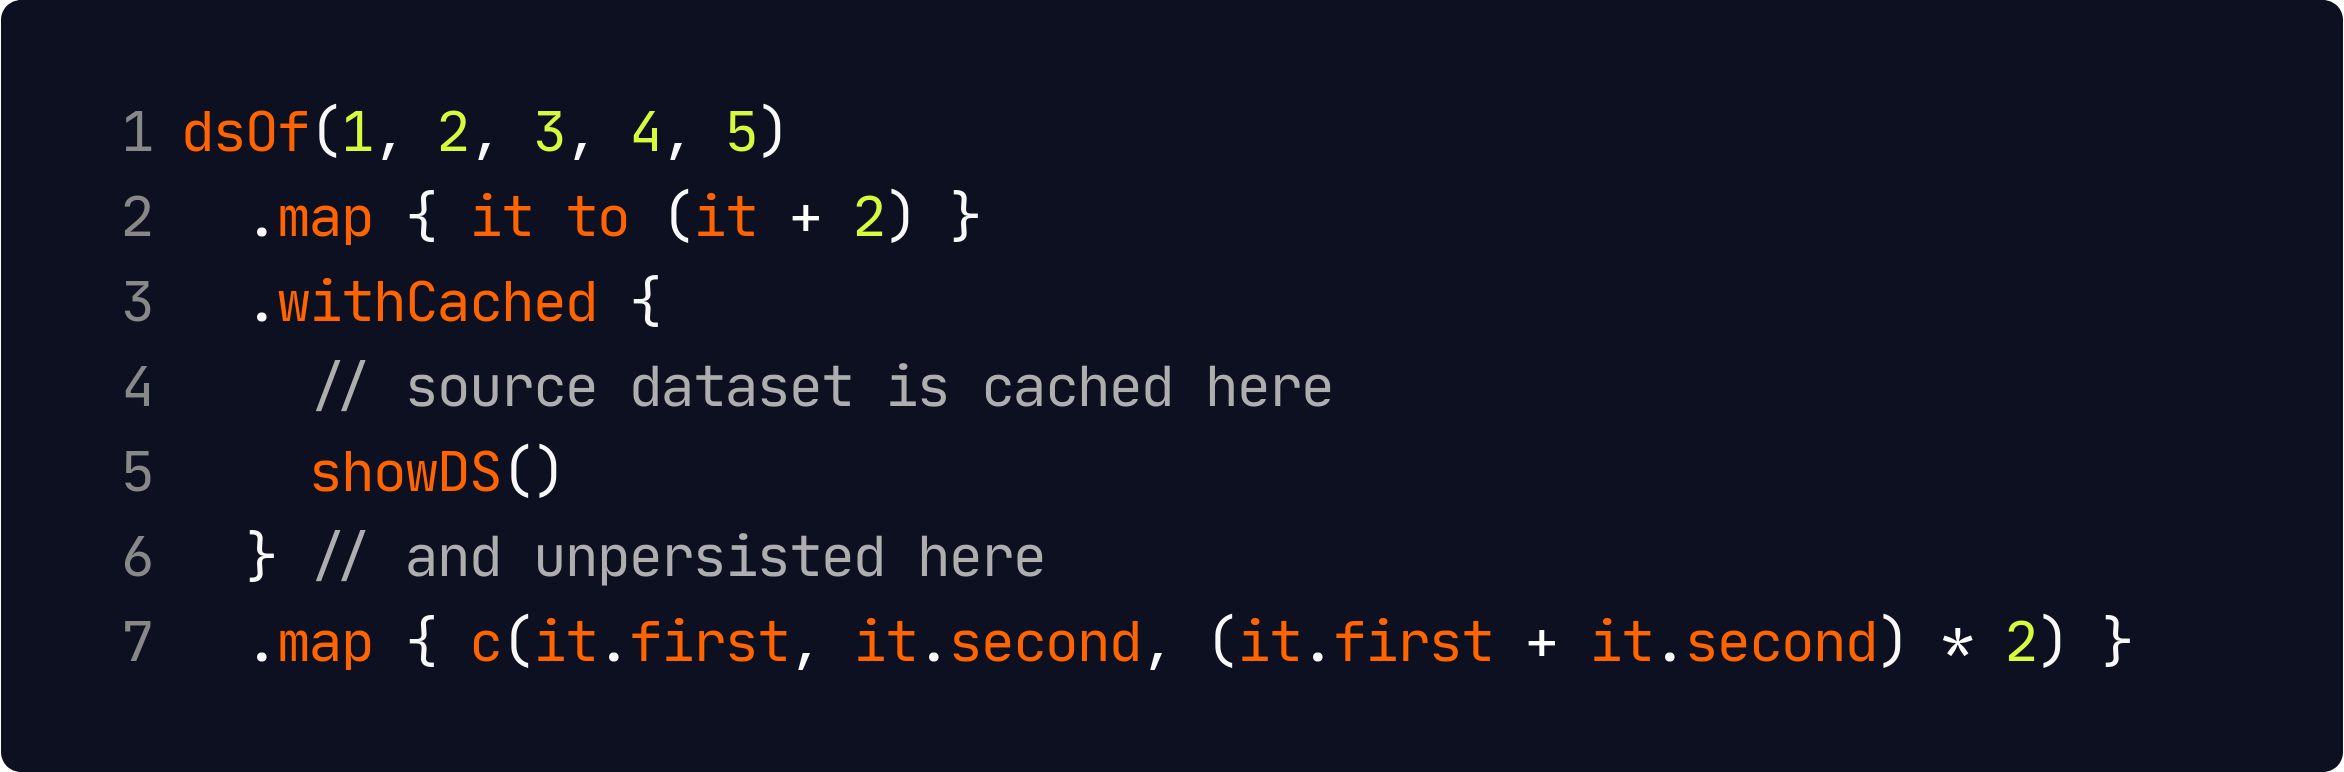 1 dsOf(1, 2, 3, 4, 5)
2   .map { it to (it + 2) }
3   .withCached {
4     // source dataset is cached here
5     showDS()
6   } // and unpersisted here
7   .map { c(it.first, it.second, (it.first + it.second) * 2) }